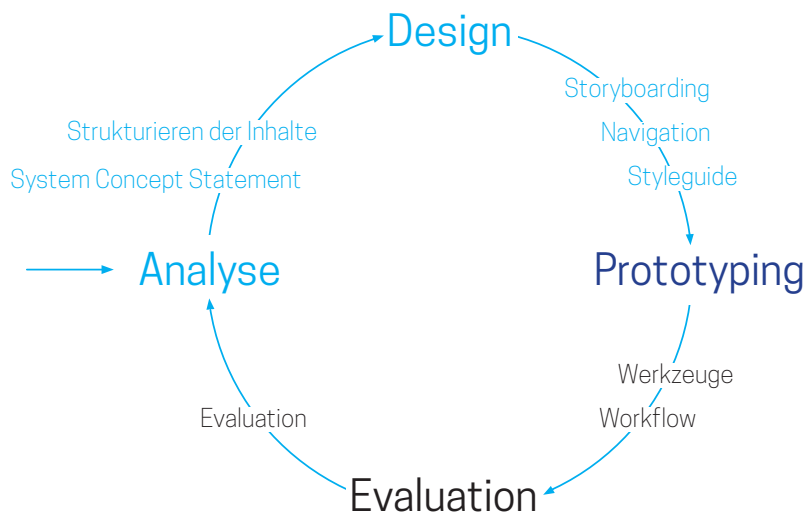 Design
Storyboarding
Strukturieren der Inhalte
Navigation
System Concept Statement
Styleguide
Analyse
Prototyping
Werkzeuge
Evaluation
Workflow
Evaluation